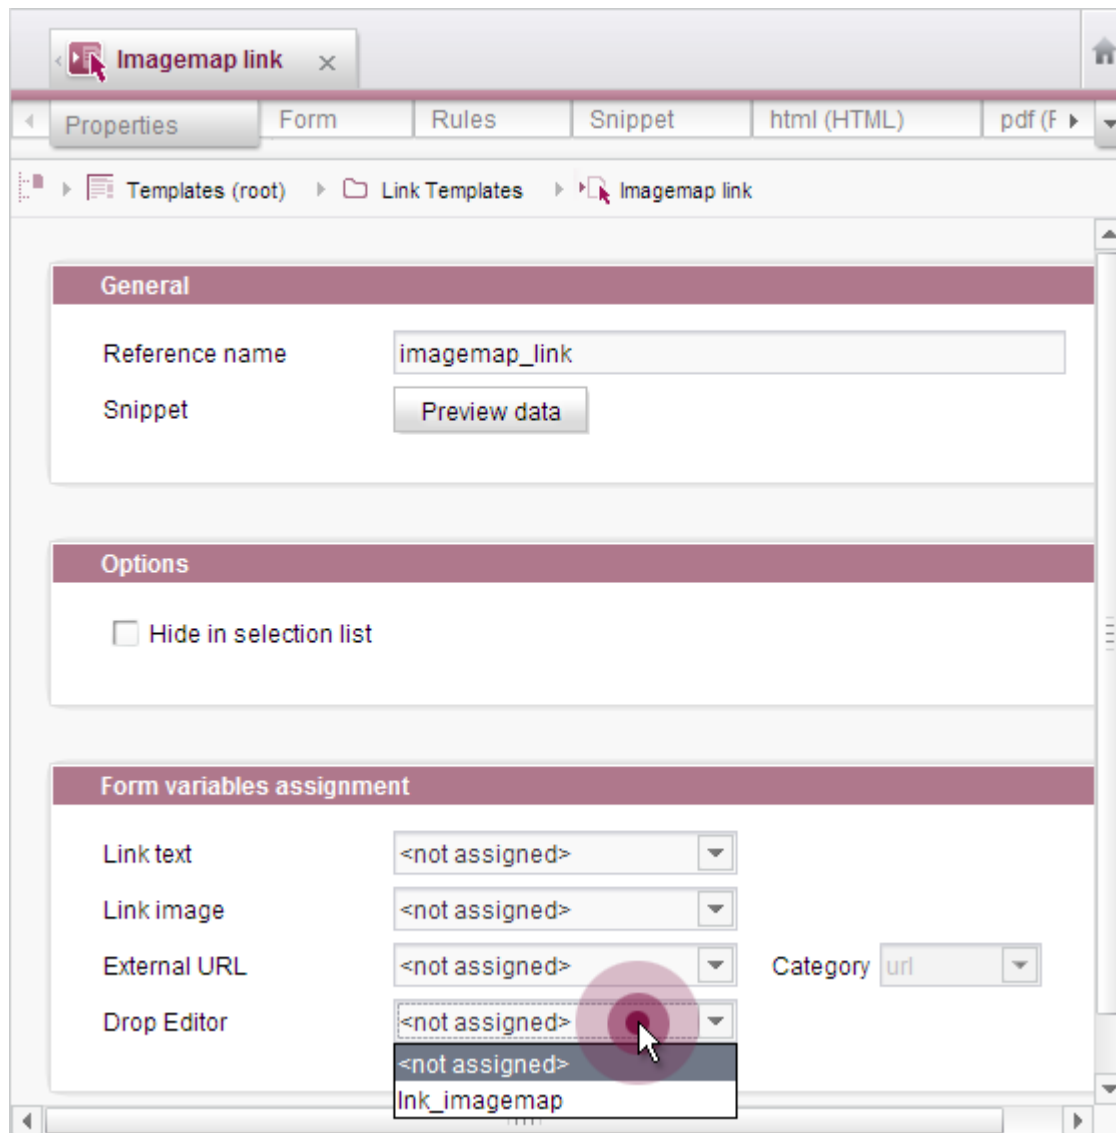 Imagemap link
Properties Form Rules Snippet html (HTML) pdf (F
Templates (root) Link Templates Imagemap link
General
Reference name imagemap_link
Snippet Preview data
Options
Hide in selection list
Form variables assignment
Link text <not assigned>
Link image <not assigned>
External URL <not assigned> Category url
Drop Editor <not assigned>
<not assigned>
lnk_imagemap